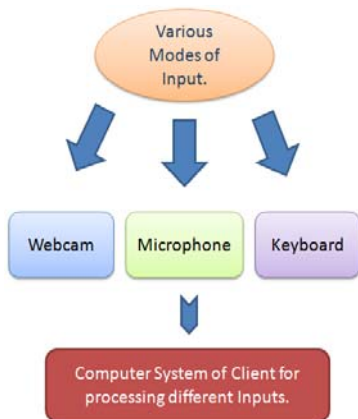 Various
Modes of
Input.
Webcam
Microphone
Keyboard
Computer System of Client for
processing different Inputs.